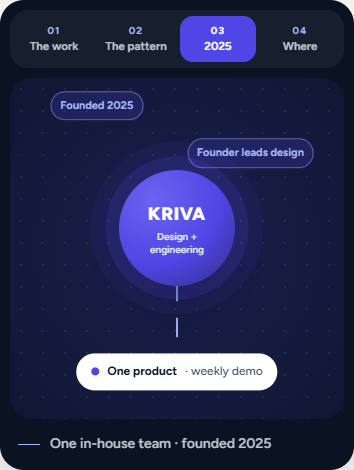 01
The work
02
The pattern
03
2025
04
Where
Founded 2025
Founder leads design
KRIVA
Design +
engineering
One product · weekly demo
One in-house team · founded 2025